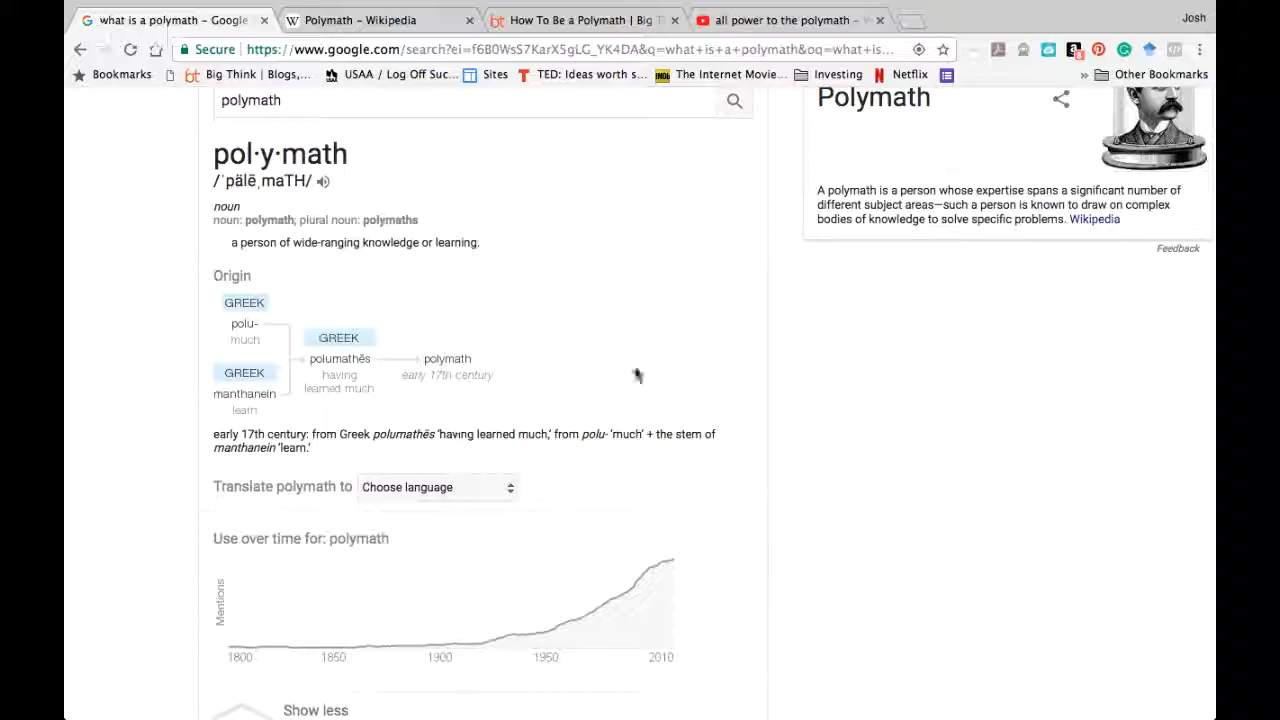 what is a polymath – Google
Polymath – Wikipedia
How To Be a Polymath | Big T
all power to the polymath –
Josh
Secure
https://www.google.com/search?ei=f6B0WsS7KarX5gLG_YK4DA&q=what+is+a+polymath&oq=what+is...
Bookmarks
Big Think | Blogs,...
USAA / Log Off Suc...
Sites
TED: Ideas worth s...
The Internet Movie...
Investing
Netflix
»
Other Bookmarks
polymath
pol·y·math
/ˈpälēˌmaTH/
noun
noun: polymath; plural noun: polymaths
a person of wide-ranging knowledge or learning.
Origin
GREEK
polu-
much
GREEK
manthanein
learn
GREEK
polumathēs
having
learned much
polymath
early 17th century
early 17th century: from Greek polumathēs ‘having learned much,’ from polu- ‘much’ + the stem of
manthanein ‘learn.’
Translate polymath to
Choose language
Use over time for: polymath
Mentions
1800
1850
1900
1950
2010
Show less
Polymath
A polymath is a person whose expertise spans a significant number of
different subject areas—such a person is known to draw on complex
bodies of knowledge to solve specific problems. Wikipedia
Feedback